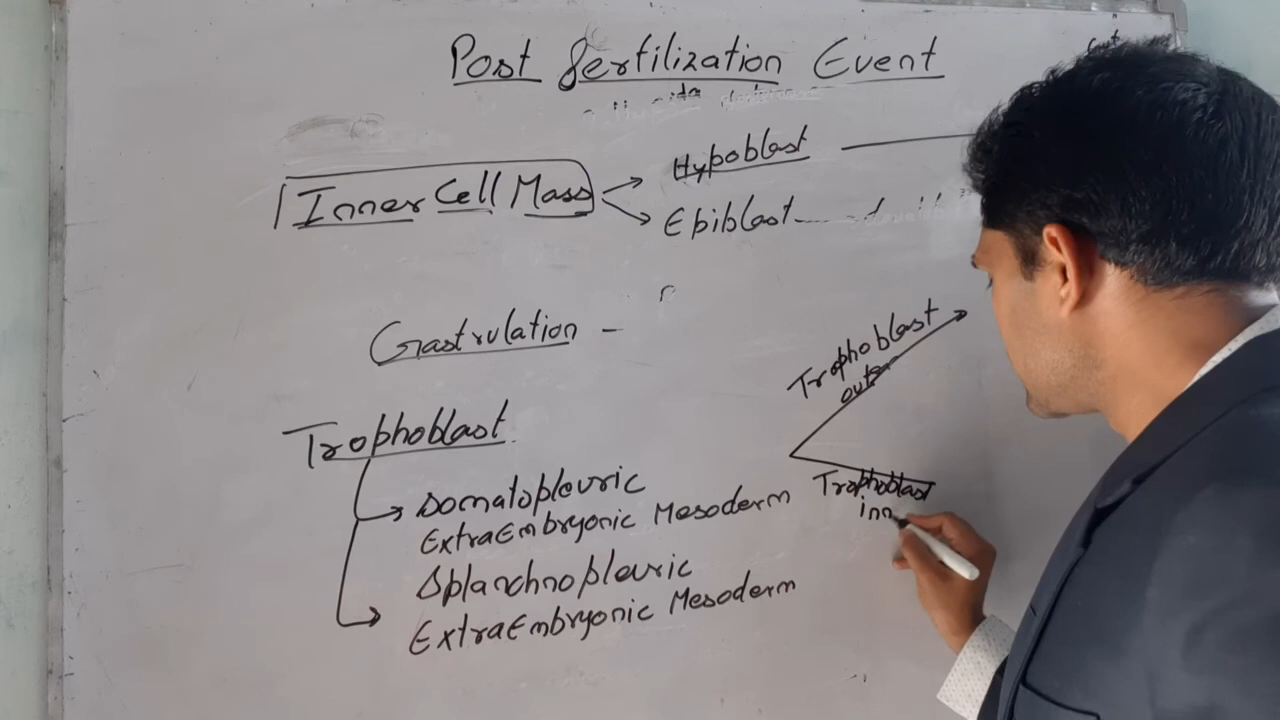 Post fertilization Event
Inner Cell Mass
Hypoblast
Epiblast
Gastrulation -
Trophoblast
outer
Trophoblast
Somatopleuric
ExtraEmbryonic Mesoderm
Splanchnopleuric
ExtraEmbryonic Mesoderm
Trophoblast
inn